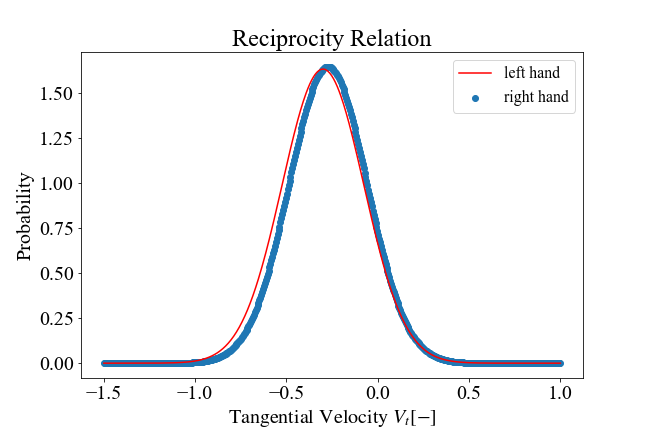 Reciprocity Relation
left hand
right hand
Probability
1.50
1.25
1.00
0.75
0.50
0.25
0.00
−1.5 −1.0 −0.5 0.0 0.5 1.0
Tangential Velocity Vt[−]